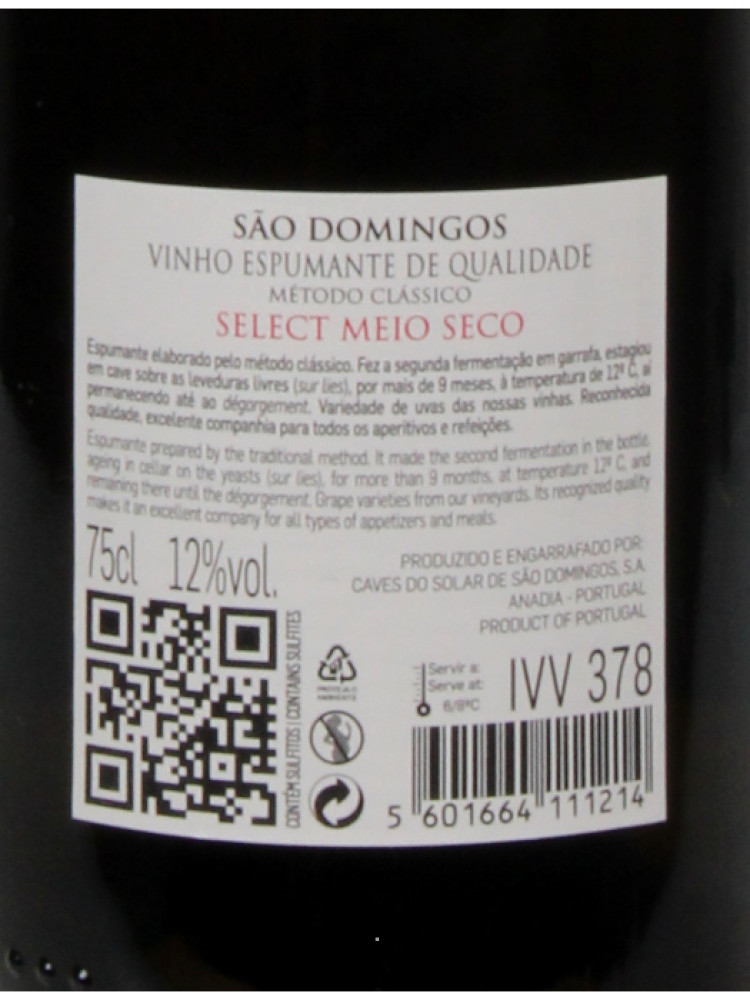 SÃO DOMINGOS
VINHO ESPUMANTE DE QUALIDADE
MÉTODO CLÁSSICO
SELECT MEIO SECO
Espumante elaborado pelo método clássico. Fez a segunda fermentação em garrafa, estagiou
em cave sobre as leveduras livres (sur lies), por mais de 9 meses, à temperatura de 12º C, aí
permanecendo até ao dégorgement. Variedade de uvas das nossas vinhas. Reconhecida
qualidade, excelente companhia para todos os aperitivos e refeições.
Espumante prepared by the traditional method. It made the second fermentation in the bottle,
ageing in cellar on the yeasts (sur lies), for more than 9 months, at temperature 12º C, and
remaining there until the dégorgement. Grape varieties from our vineyards. Its recognized quality
makes it an excellent company for all types of appetizers and meals.
75cl 12%vol.
PRODUZIDO E ENGARRAFADO POR:
CAVES DO SOLAR DE SÃO DOMINGOS, S.A.
ANADIA - PORTUGAL
PRODUCT OF PORTUGAL
CONTÉM SULFITOS | CONTAINS SULFITES
PROTEJA O
AMBIENTE
Servir a:
Serve at:
6/8ºC
IVV 378
5 601664 111214